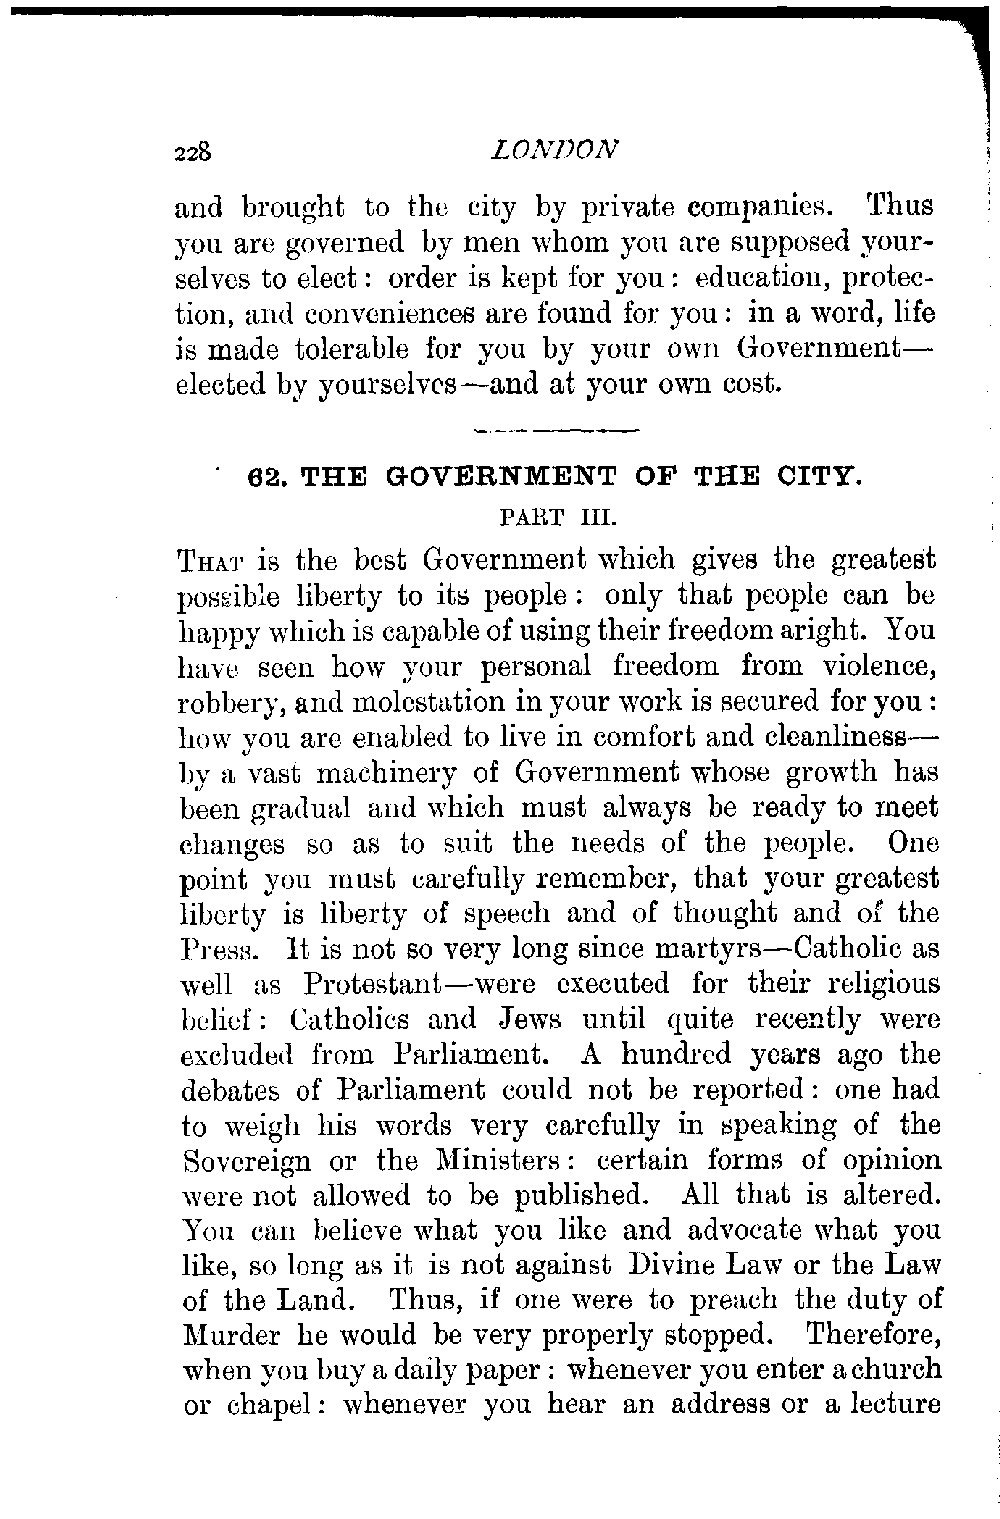 228 LONDON
and brought to the city by private companies. Thus
you are governed by men whom you are supposed your-
selves to elect : order is kept for you : education, protec-
tion, and conveniences are found for you : in a word, life
is made tolerable for you by your own Government—
elected by yourselves—and at your own cost.
62. THE GOVERNMENT OF THE CITY.
PART III.
THAT is the best Government which gives the greatest
possible liberty to its people : only that people can be
happy which is capable of using their freedom aright. You
have seen how your personal freedom from violence,
robbery, and molestation in your work is secured for you :
how you are enabled to live in comfort and cleanliness—
by a vast machinery of Government whose growth has
been gradual and which must always be ready to meet
changes so as to suit the needs of the people. One
point you must carefully remember, that your greatest
liberty is liberty of speech and of thought and of the
Press. It is not so very long since martyrs—Catholic as
well as Protestant—were executed for their religious
belief : Catholics and Jews until quite recently were
excluded from Parliament. A hundred years ago the
debates of Parliament could not be reported : one had
to weigh his words very carefully in speaking of the
Sovereign or the Ministers : certain forms of opinion
were not allowed to be published. All that is altered.
You can believe what you like and advocate what you
like, so long as it is not against Divine Law or the Law
of the Land. Thus, if one were to preach the duty of
Murder he would be very properly stopped. Therefore,
when you buy a daily paper : whenever you enter a church
or chapel : whenever you hear an address or a lecture